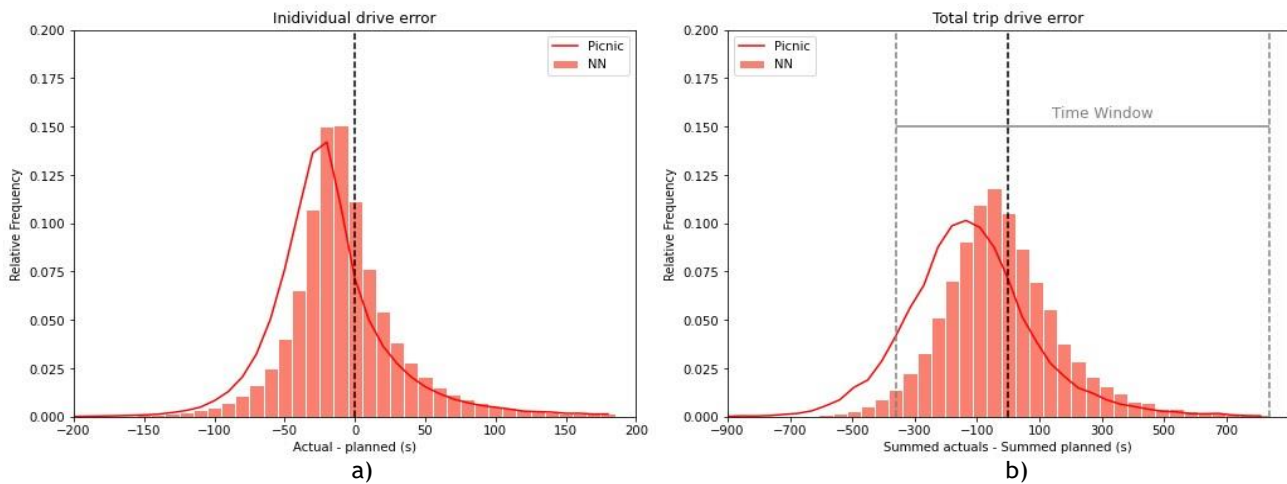 Inidividual drive error
0.200
0.175
0.150
0.125
0.100
0.075
0.050
0.025
0.000
Relative Frequency
Picnic
NN
-200 -150 -100 -50 0 50 100 150 200
Actual - planned (s)
a)
Total trip drive error
0.200
0.175
0.150
0.125
0.100
0.075
0.050
0.025
0.000
Relative Frequency
Picnic
NN
Time Window
-900 -700 -500 -300 -100 100 300 500 700
Summed actuals - Summed planned (s)
b)